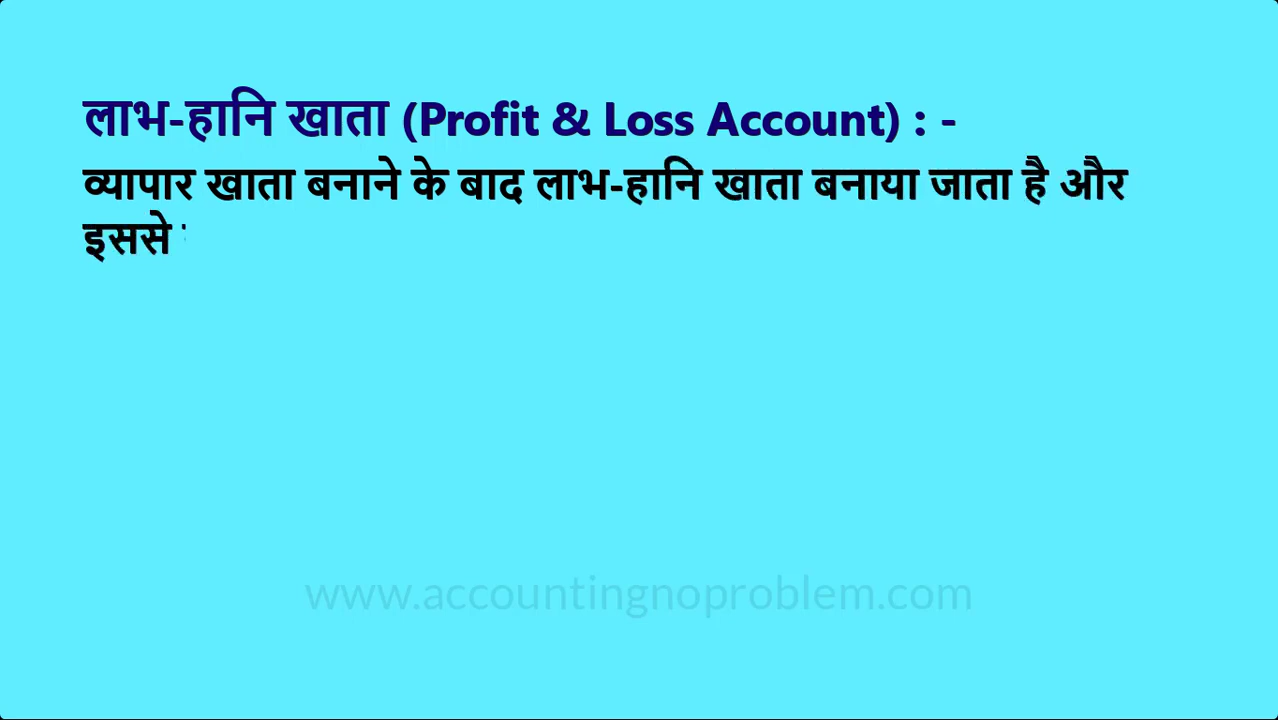 लाभ-हानि खाता (Profit & Loss Account) : -
व्यापार खाता बनाने के बाद लाभ-हानि खाता बनाया जाता है और
इससे
www.accountingnoproblem.com